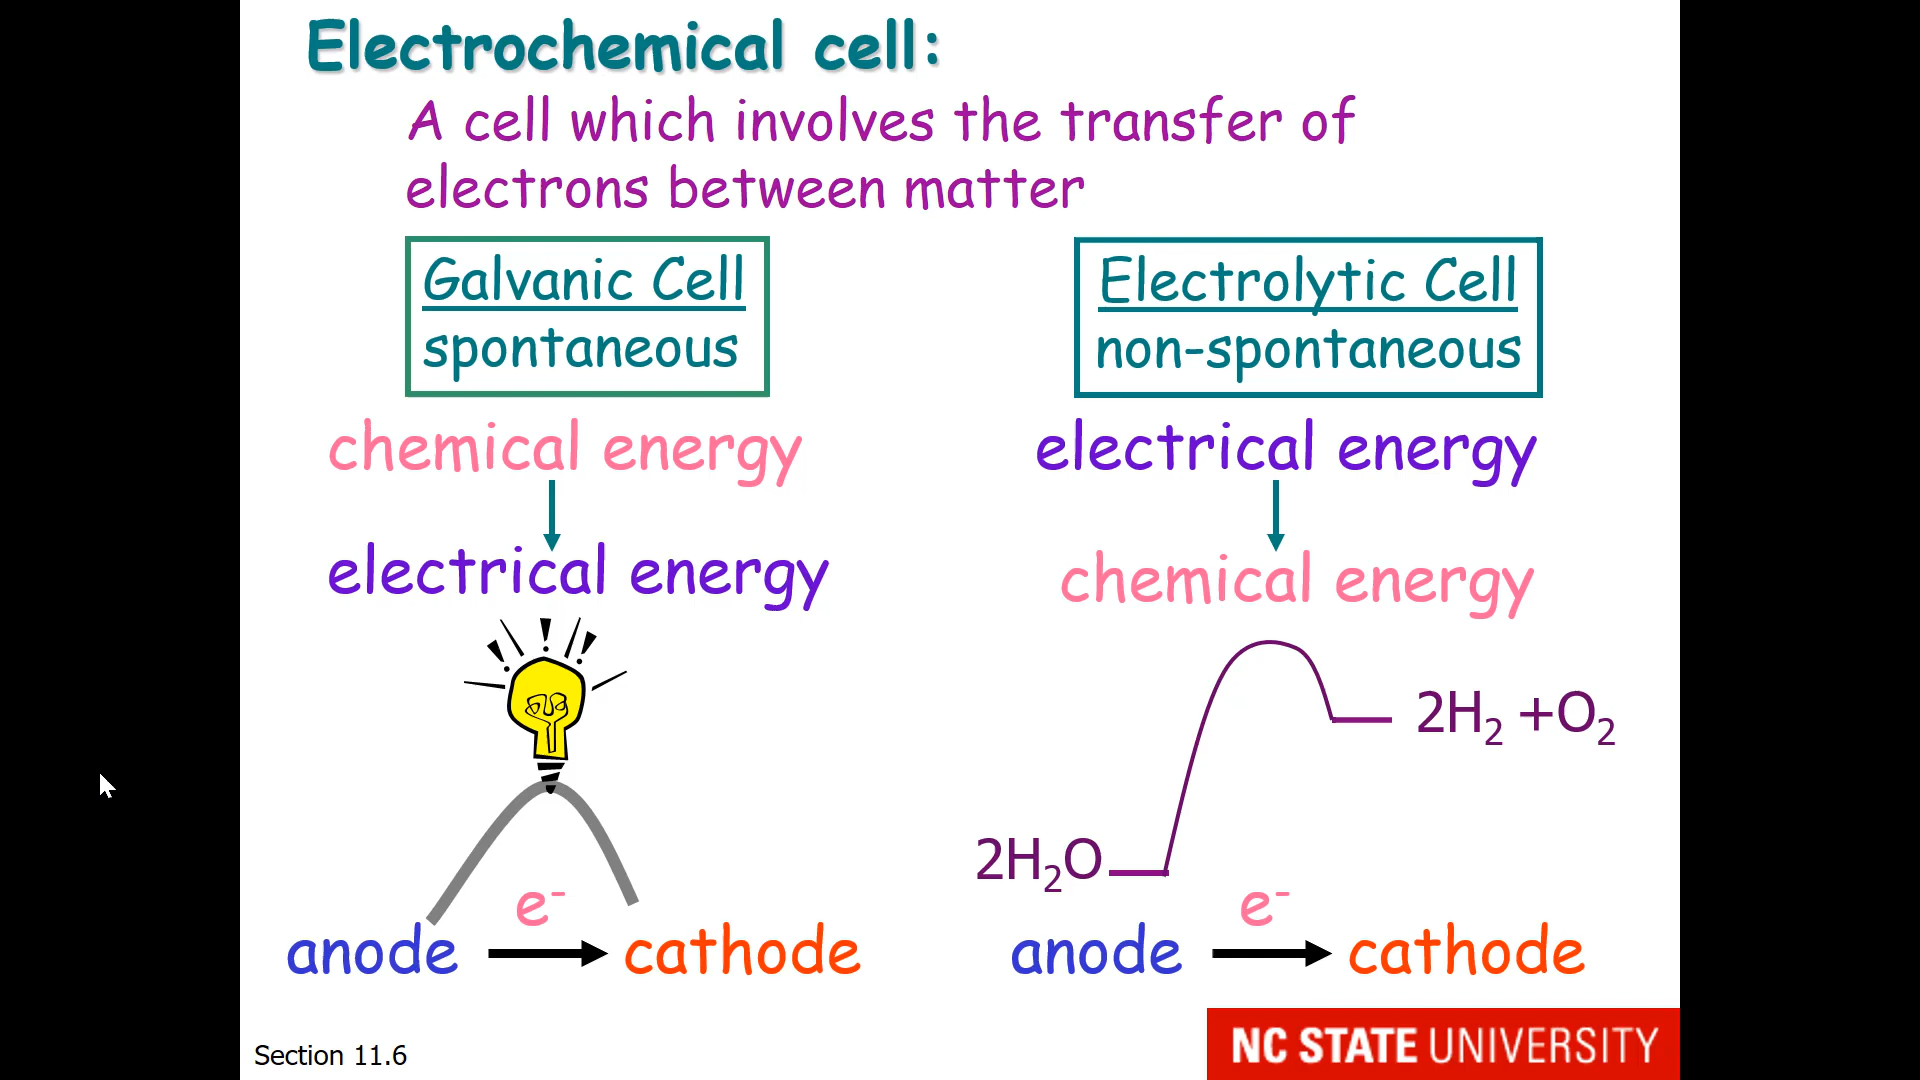 Electrochemical cell:
A cell which involves the transfer of
electrons between matter
Galvanic Cell
spontaneous
chemical energy
electrical energy
e⁻
anode
cathode
Electrolytic Cell
non-spontaneous
electrical energy
chemical energy
2H₂ +O₂
2H₂O
e⁻
anode
cathode
Section 11.6
NC STATE UNIVERSITY